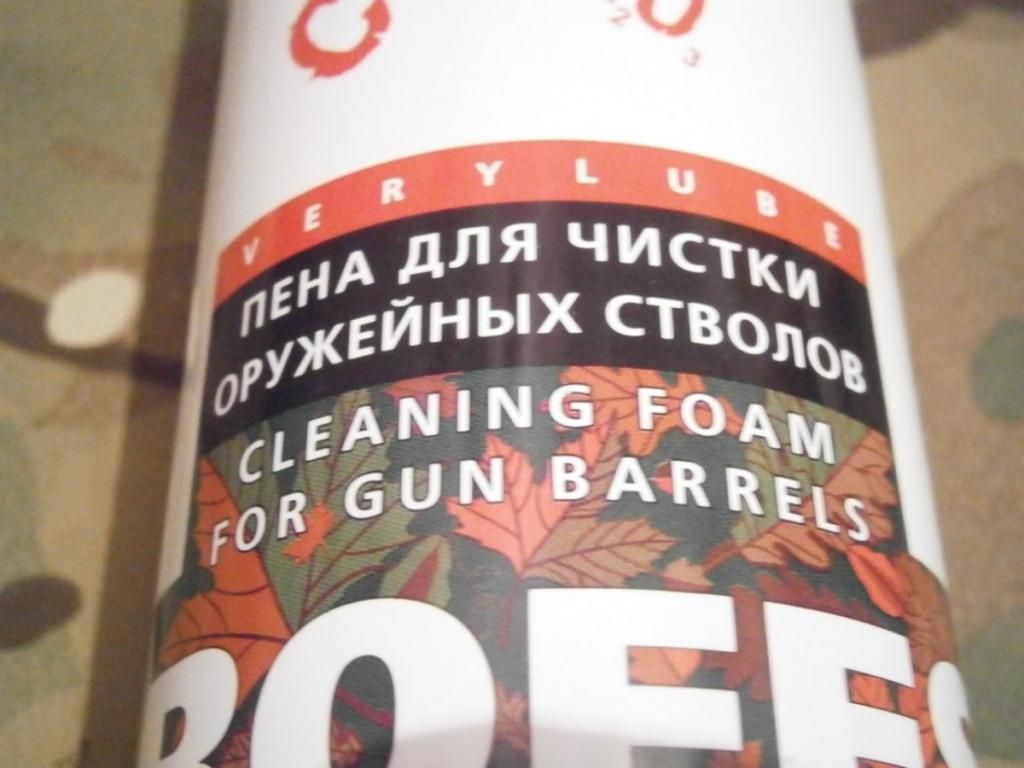 VERYLUBE
ПЕНА ДЛЯ ЧИСТКИ
ОРУЖЕЙНЫХ СТВОЛОВ
CLEANING FOAM
FOR GUN BARRELS